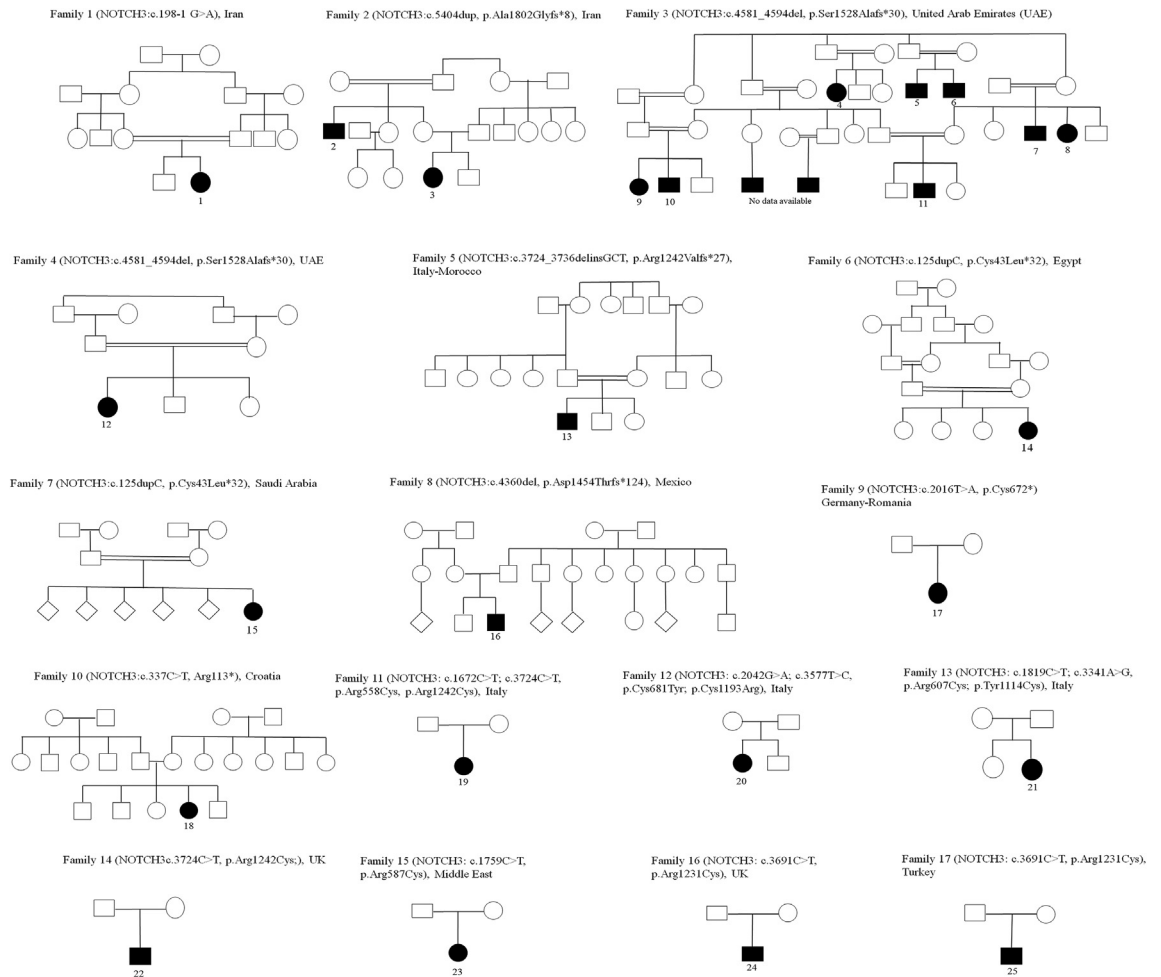 Family 1 (NOTCH3:c.198-1 G>A), Iran
Family 2 (NOTCH3:c.5404dup, p.Ala1802Glyfs*8), Iran
Family 3 (NOTCH3:c.4581_4594del, p.Ser1528Alafs*30), United Arab Emirates (UAE)
4
5
6
2
7
8
1
3
9
10
No data available
11
Family 4 (NOTCH3:c.4581_4594del, p.Ser1528Alafs*30), UAE
Family 5 (NOTCH3:c.3724_3736delinsGCT, p.Arg1242Valfs*27),
Italy-Morocco
Family 6 (NOTCH3:c.125dupC, p.Cys43Leu*32), Egypt
12
13
14
Family 7 (NOTCH3:c.125dupC, p.Cys43Leu*32), Saudi Arabia
Family 8 (NOTCH3:c.4360del, p.Asp1454Thrfs*124), Mexico
Family 9 (NOTCH3:c.2016T>A, p.Cys672*)
Germany-Romania
15
16
17
Family 10 (NOTCH3:c.337C>T, Arg113*), Croatia
Family 11 (NOTCH3:c.1672C>T; c.3724C>T,
p.Arg558Cys, p.Arg1242Cys), Italy
Family 12 (NOTCH3: c.2042G>A; c.3577T>C,
p.Cys681Tyr; p.Cys1193Arg), Italy
Family 13 (NOTCH3: c.1819C>T; c.3341A>G,
p.Arg607Cys; p.Tyr1114Cys), Italy
18
19
20
21
Family 14 (NOTCH3c.3724C>T, p.Arg1242Cys;), UK
Family 15 (NOTCH3: c.1759C>T,
p.Arg587Cys), Middle East
Family 16 (NOTCH3: c.3691C>T,
p.Arg1231Cys), UK
Family 17 (NOTCH3: c.3691C>T, p.Arg1231Cys),
Turkey
22
23
24
25